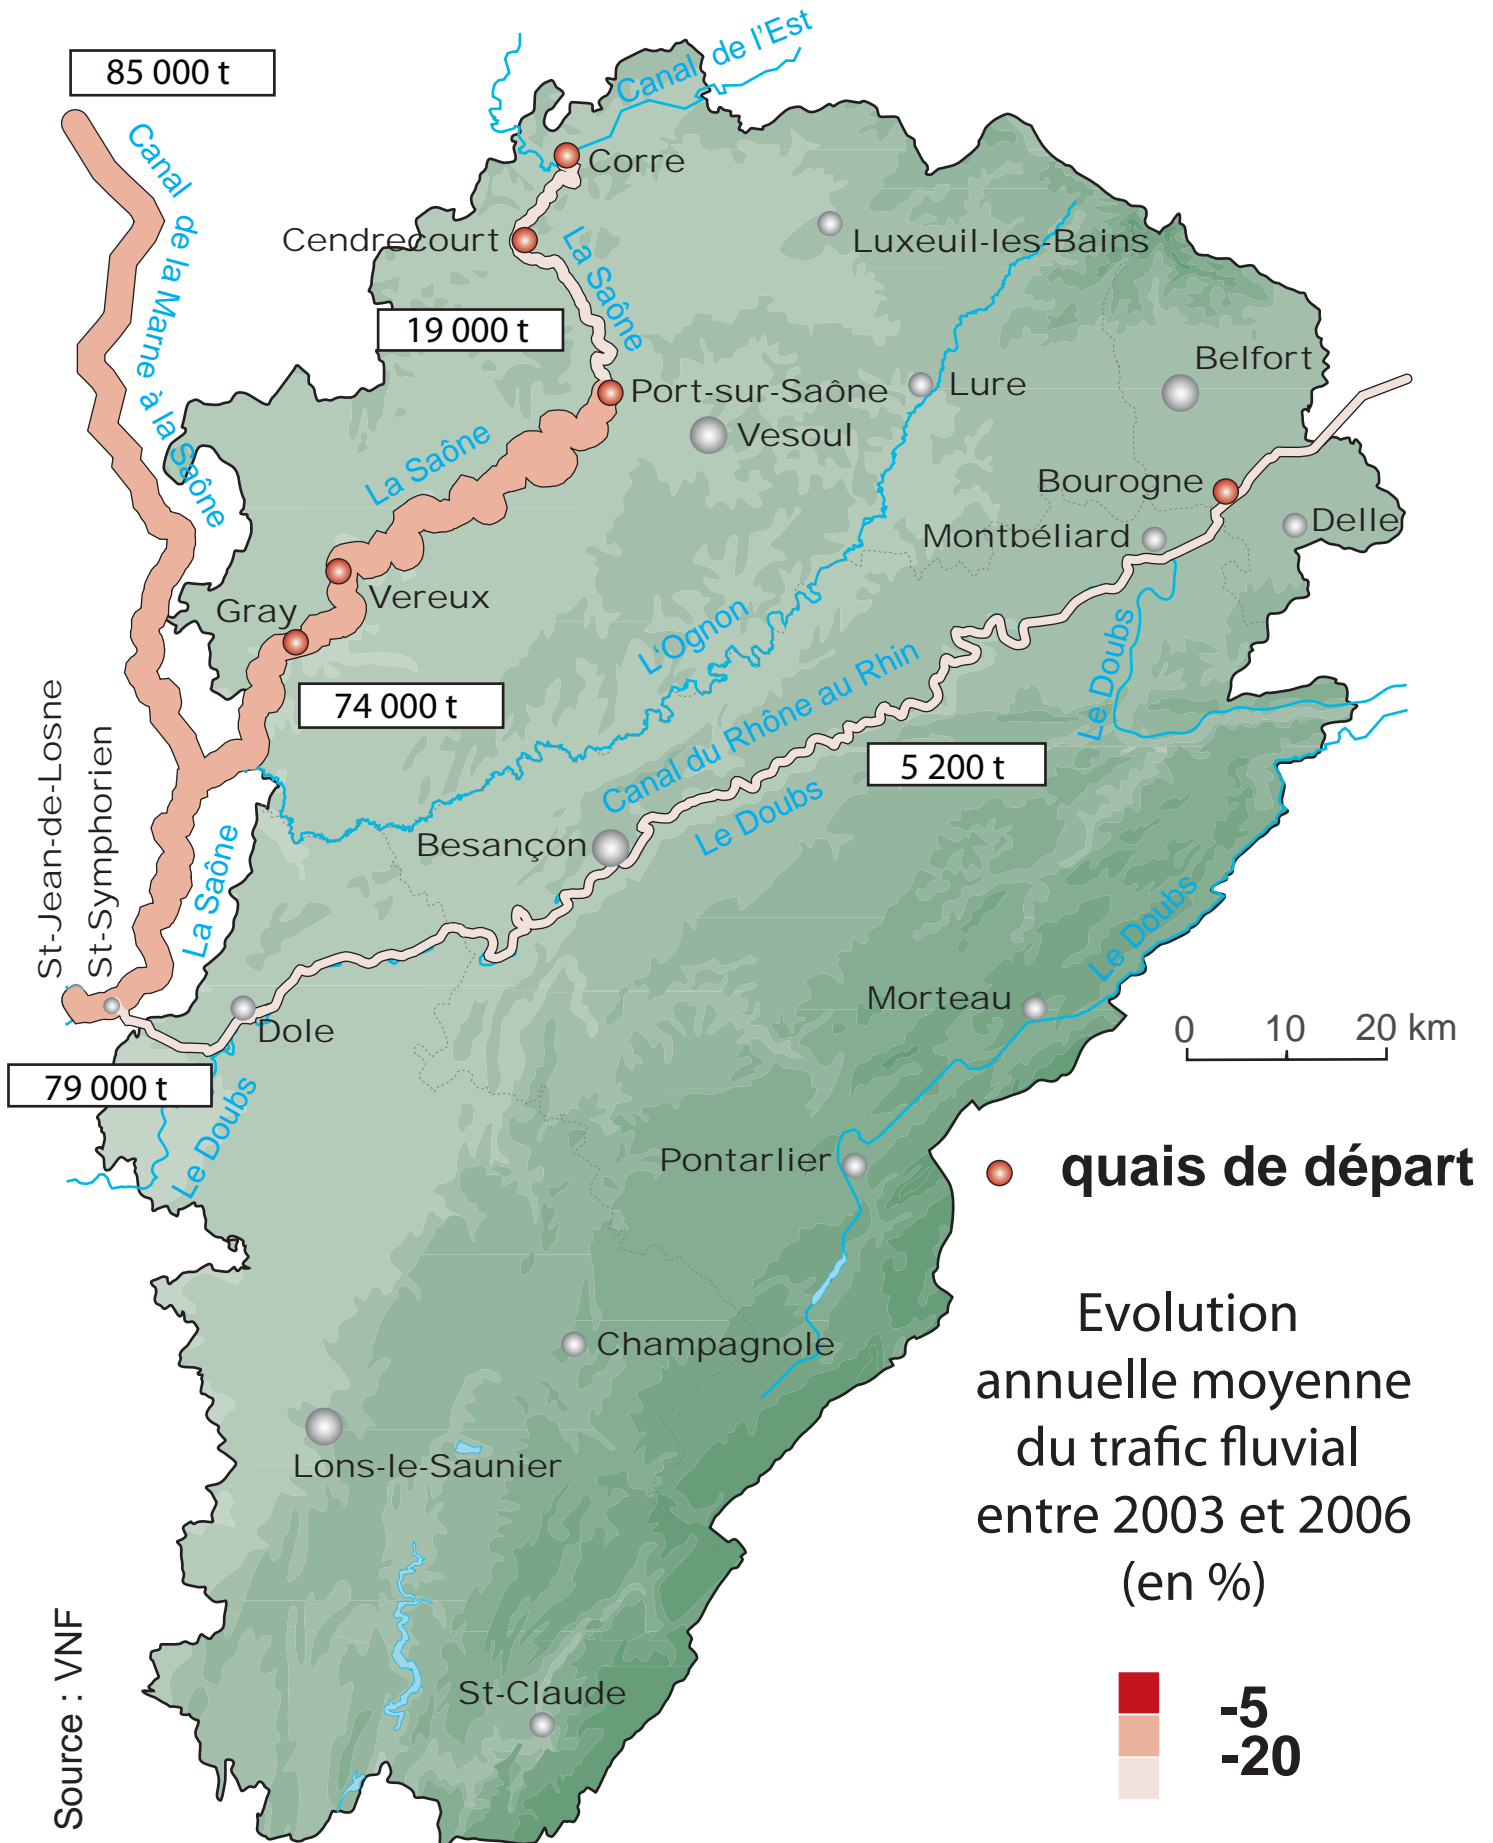 85 000 t
Canal de l'Est
Canal de la Marne à la Saône
Corre
Cendrecourt
La Saône
Luxeuil-les-Bains
19 000 t
Belfort
Port-sur-Saône
Lure
Vesoul
La Saône
Bourogne
Delle
Montbéliard
Vereux
Gray
L'Ognon
Le Doubs
Canal du Rhône au Rhin
74 000 t
5 200 t
Le Doubs
St-Jean-de-Losne
St-Symphorien
La Saône
Besançon
Le Doubs
Morteau
Dole
0 10 20 km
79 000 t
Le Doubs
Pontarlier
quais de départ
Champagnole
Evolution
annuelle moyenne
du trafic fluvial
entre 2003 et 2006
(en %)
Lons-le-Saunier
St-Claude
Source : VNF
-5
-20